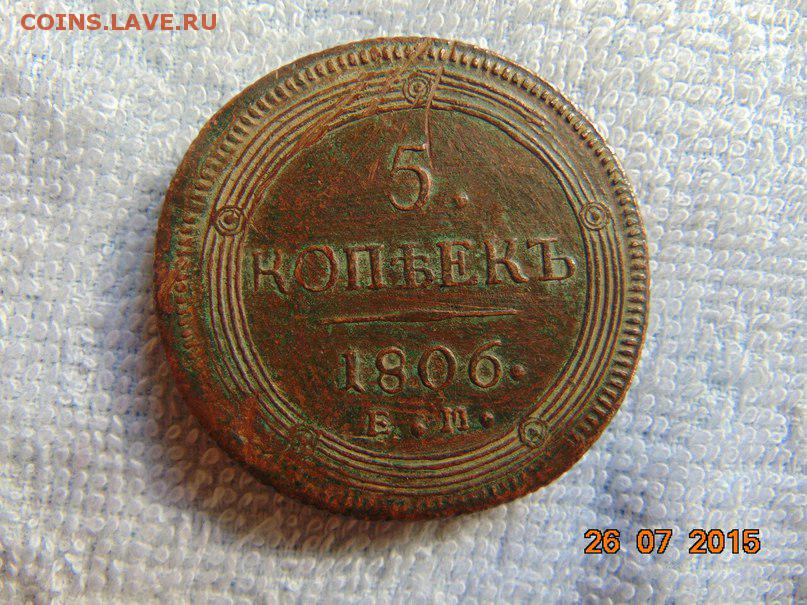 COINS.LAVE.RU
5.
КОПѢЕКЪ
1806.
Е.М.
26 07 2015